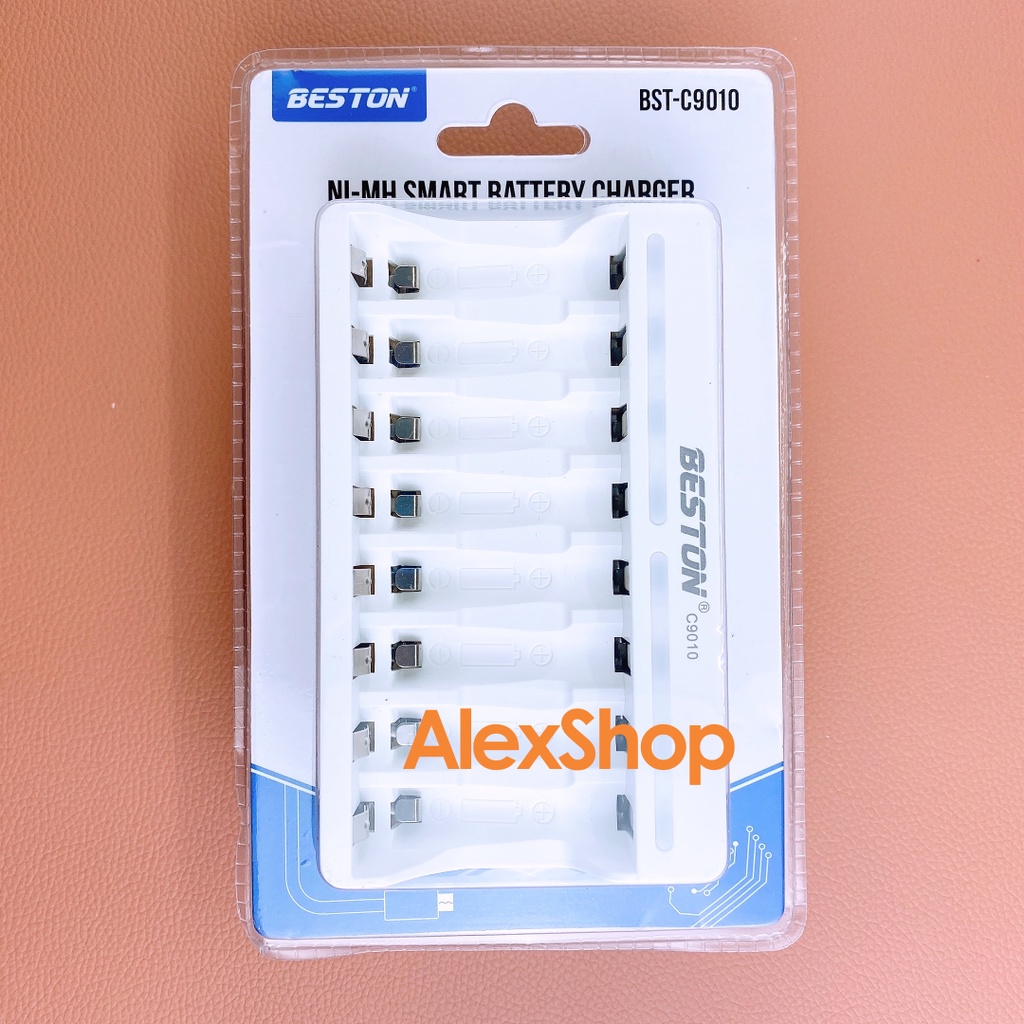 BESTON®
BST-C9010
NI-MH SMART BATTERY CHARGER
BESTON®
C9010
AlexShop